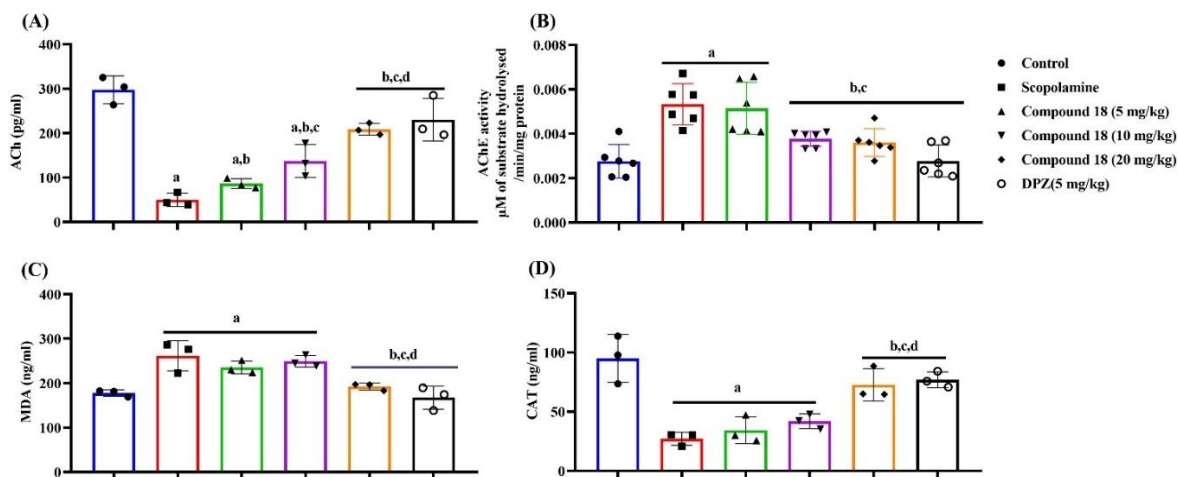 (A)
400
300
200
100
0
ACh (pg/ml)
a
a,b
a,b,c
b,c,d
(B)
0.008
0.006
0.004
0.002
0.000
AChE activity
µM of substrate hydrolysed
/min/mg protein
a
b,c
Control
Scopolamine
Compound 18 (5 mg/kg)
Compound 18 (10 mg/kg)
Compound 18 (20 mg/kg)
DPZ(5 mg/kg)
(C)
400
300
200
100
0
MDA (ng/ml)
a
b,c,d
(D)
150
100
50
0
CAT (ng/ml)
a
b,c,d